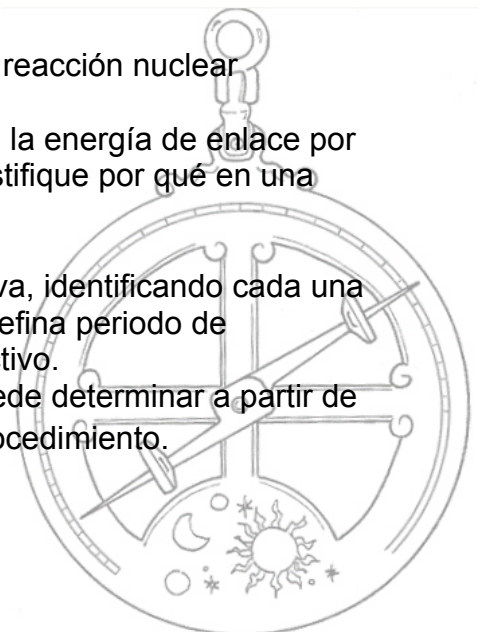 reacción nuclear
la energía de enlace por
stifique por qué en una
va, identificando cada una
efina periodo de
tivo.
ede determinar a partir de
ocedimiento.